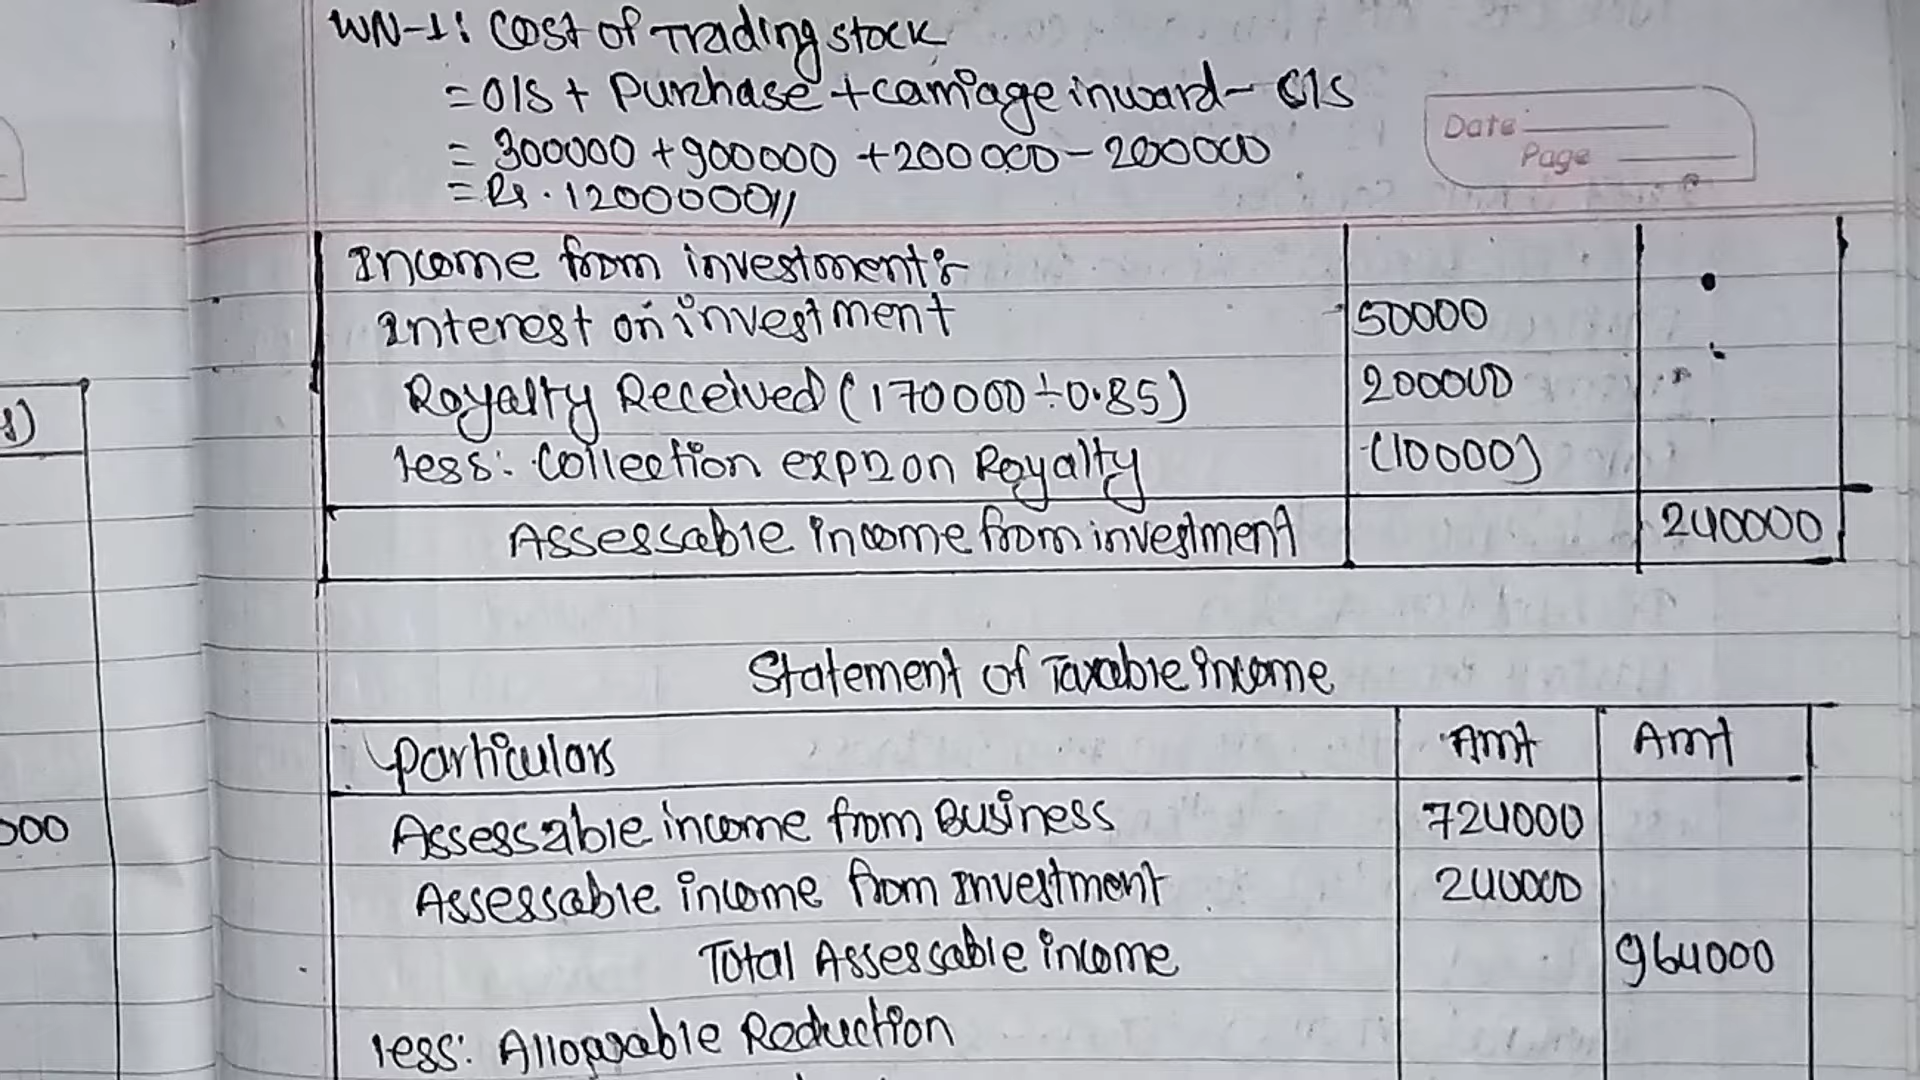 WN-1: Cost of Trading stock
= O/S + Purchase + carriage inward - C/S
= 300000 + 900000 + 200000 - 200000
= Rs. 1200000//
Date
Page
Income from investment:-
Interest on investment 50000
Royalty Received (170000÷0.85) 200000
less: Collection exp on Royalty (10000)
Assessable income from investment 240000
Statement of Taxable income
Particulars Amt Amt
Assessable income from Business 724000
Assessable income from Investment 240000
Total Assessable income 964000
less: Allowable Reduction
000